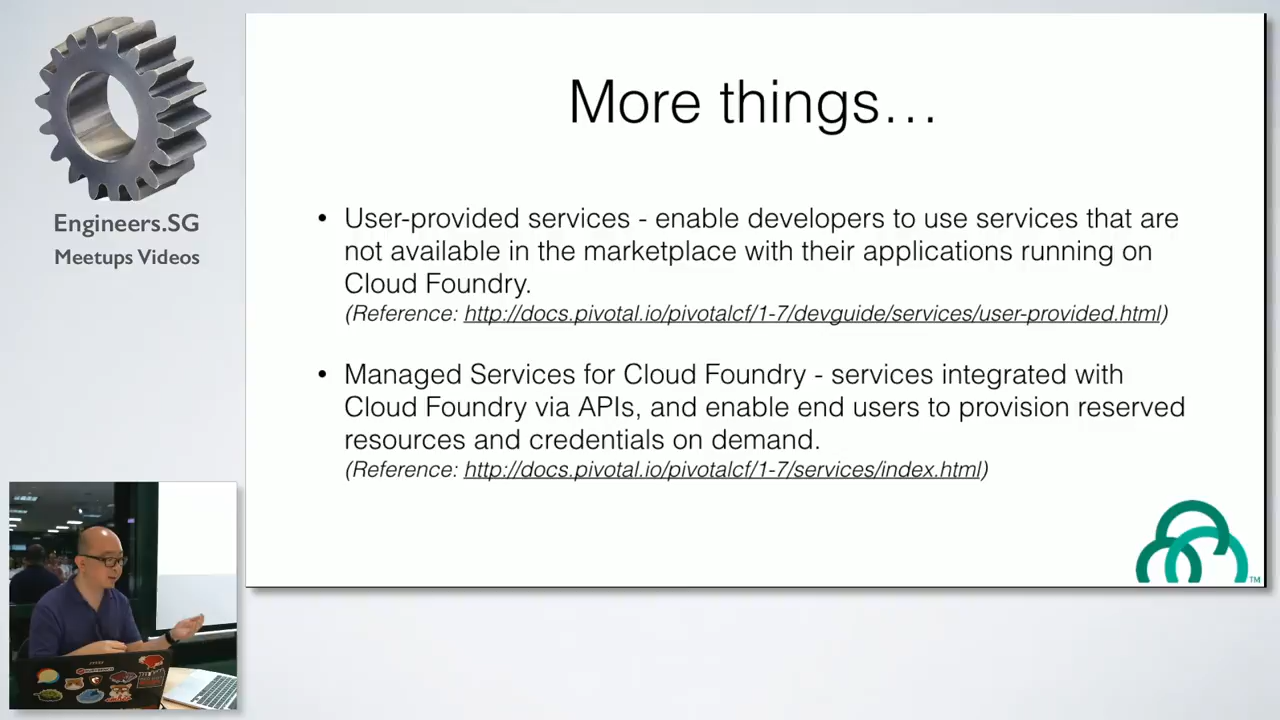 Engineers.SG
Meetups Videos
More things…
• User-provided services - enable developers to use services that are
not available in the marketplace with their applications running on
Cloud Foundry.
(Reference: http://docs.pivotal.io/pivotalcf/1-7/devguide/services/user-provided.html)
• Managed Services for Cloud Foundry - services integrated with
Cloud Foundry via APIs, and enable end users to provision reserved
resources and credentials on demand.
(Reference: http://docs.pivotal.io/pivotalcf/1-7/services/index.html)
TM